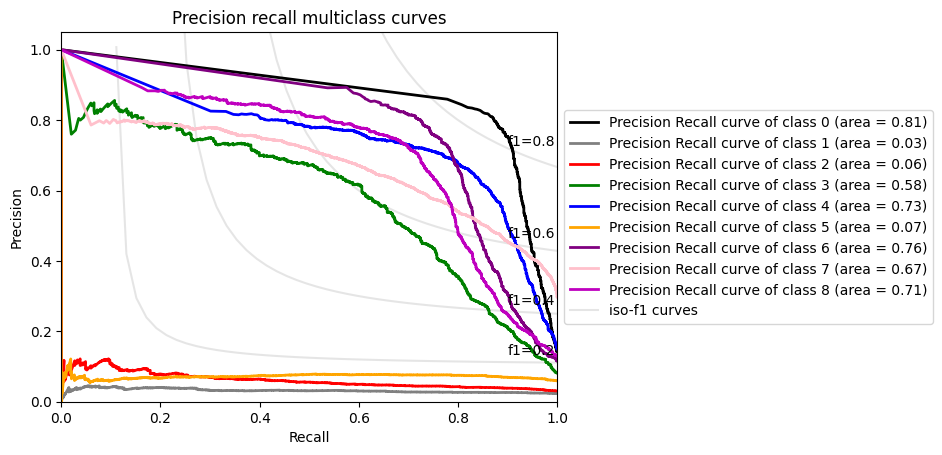 Precision recall multiclass curves
Precision
1.0
0.8
0.6
0.4
0.2
0.0
0.0
0.2
0.4
0.6
0.8
1.0
Recall
f1=0.8
f1=0.6
f1=0.4
f1=0.2
Precision Recall curve of class 0 (area = 0.81)
Precision Recall curve of class 1 (area = 0.03)
Precision Recall curve of class 2 (area = 0.06)
Precision Recall curve of class 3 (area = 0.58)
Precision Recall curve of class 4 (area = 0.73)
Precision Recall curve of class 5 (area = 0.07)
Precision Recall curve of class 6 (area = 0.76)
Precision Recall curve of class 7 (area = 0.67)
Precision Recall curve of class 8 (area = 0.71)
iso-f1 curves